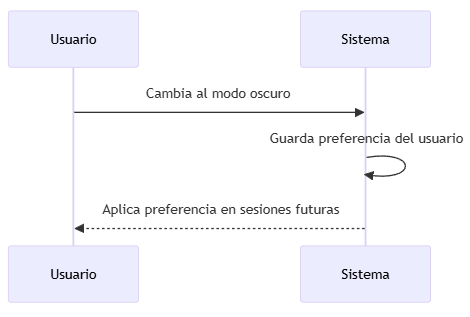 Usuario
Sistema
Cambia al modo oscuro
Guarda preferencia del usuario
Aplica preferencia en sesiones futuras
Usuario
Sistema